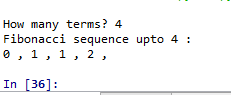 How many terms? 4
Fibonacci sequence upto 4 :
0 , 1 , 1 , 2 ,
In [36]: